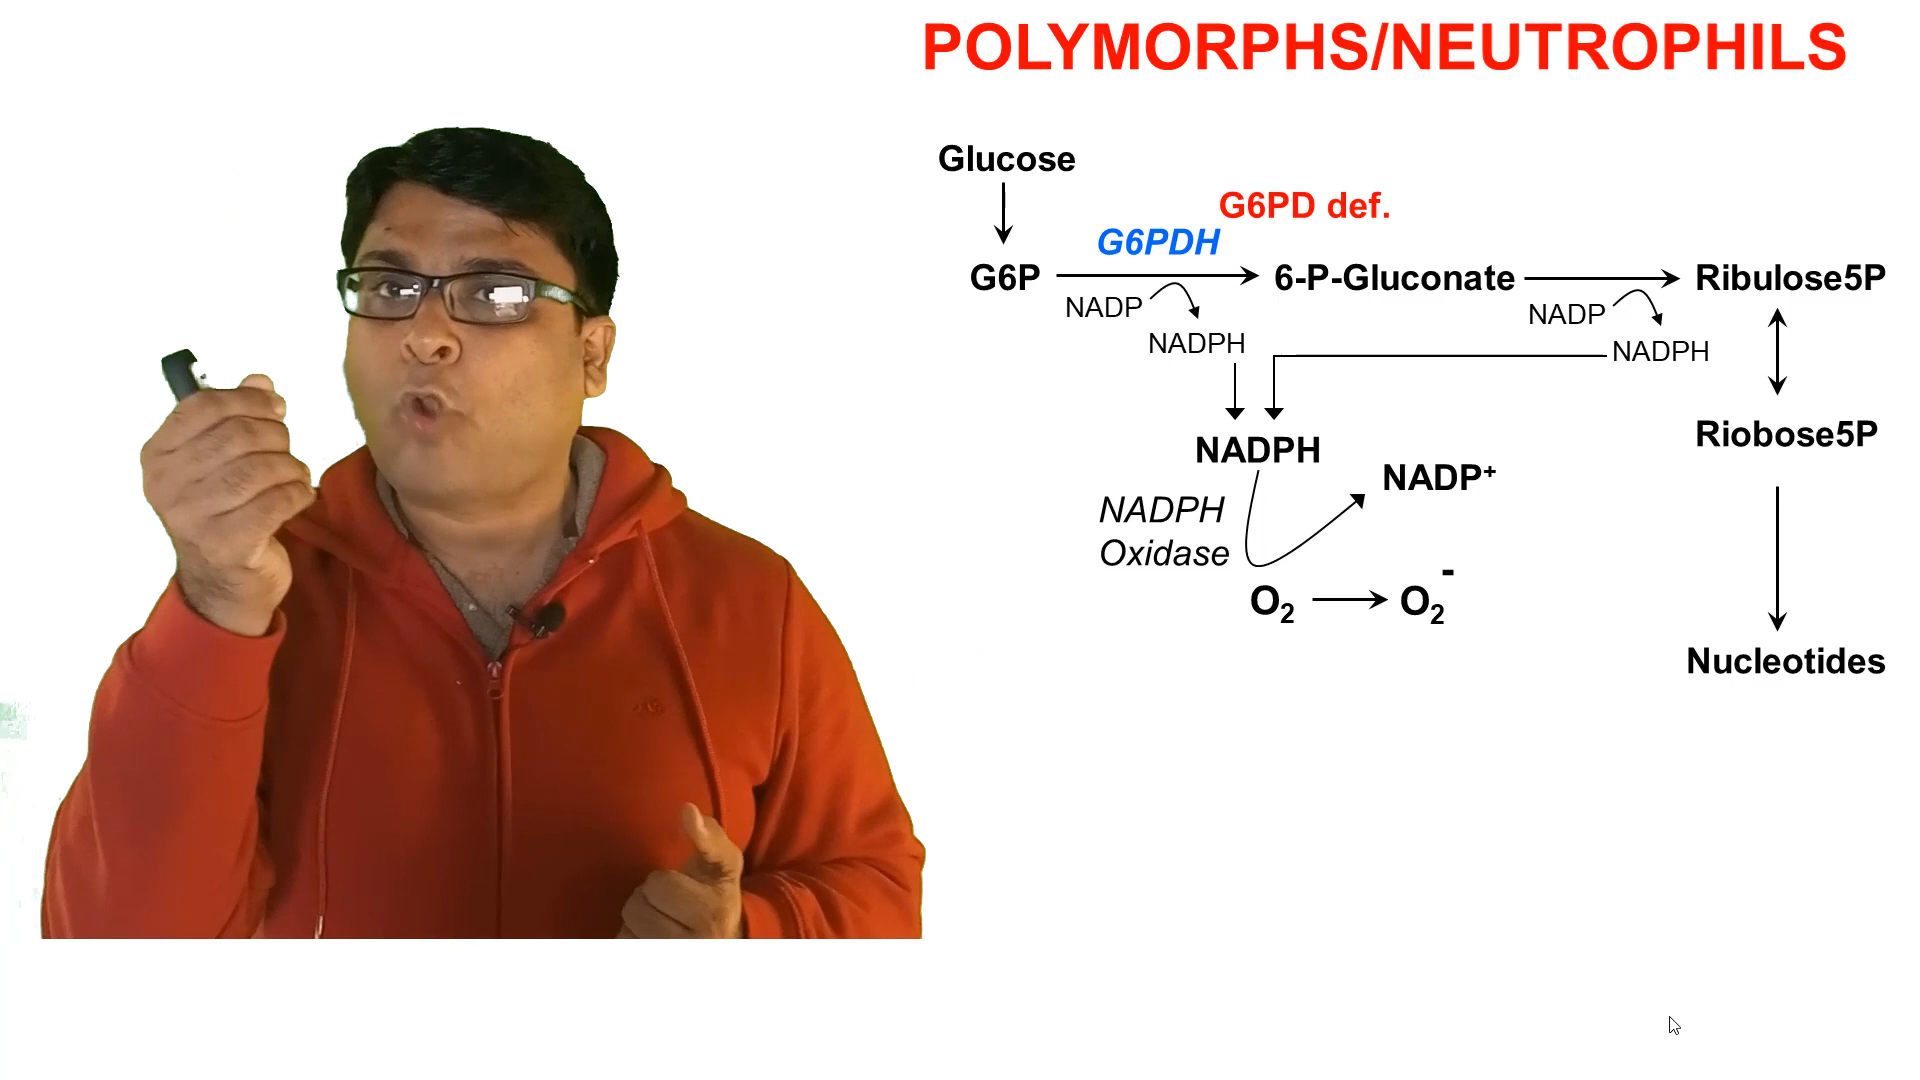 POLYMORPHS/NEUTROPHILS
Glucose
G6PD def.
G6PDH
G6P
6-P-Gluconate
Ribulose5P
NADP
NADPH
NADP
NADPH
Riobose5P
NADPH
NADP⁺
NADPH
Oxidase
O₂
O₂⁻
Nucleotides